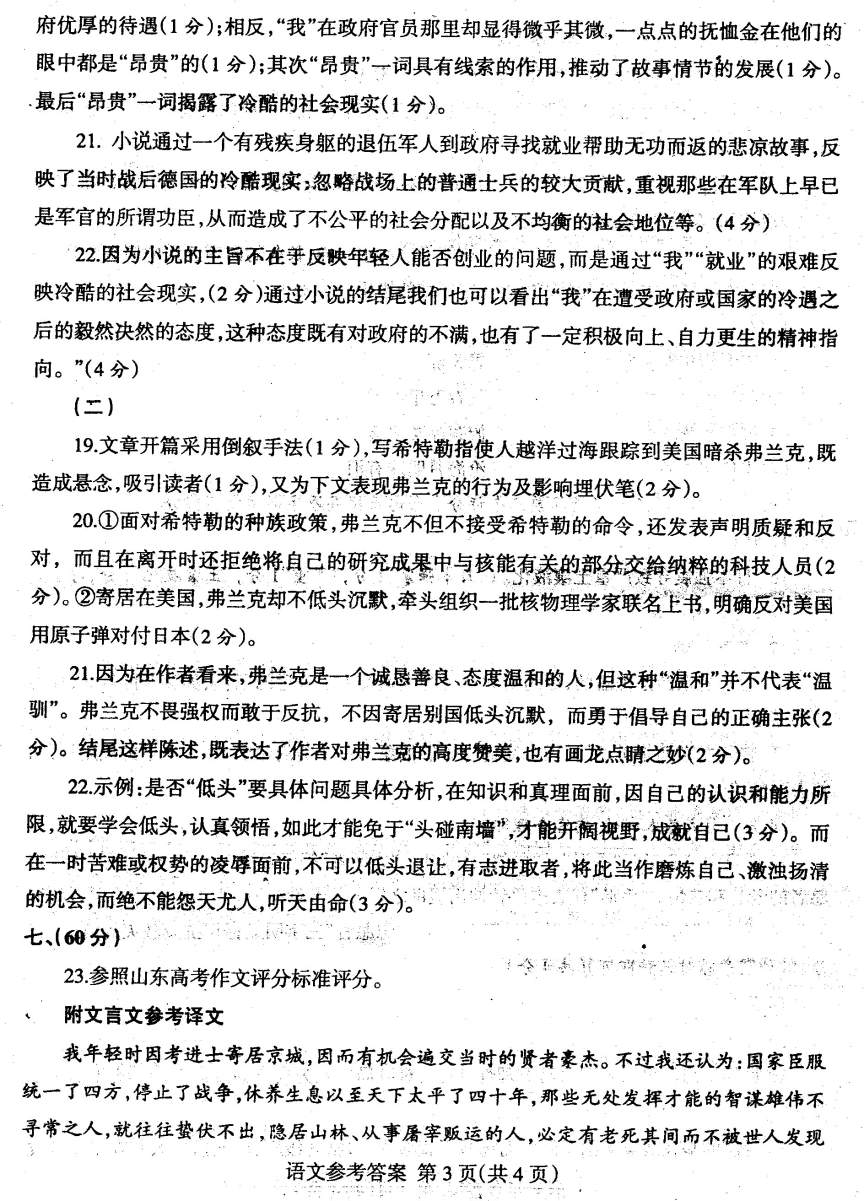 府优厚的待遇(1分);相反,“我”在政府官员那里却显得微乎其微,一点点的抚恤金在他们的
眼中都是“昂贵”的(1分);其次“昂贵”一词具有线索的作用,推动了故事情节的发展(1分)。
最后“昂贵”一词揭露了冷酷的社会现实(1分)。
21. 小说通过一个有残疾身躯的退伍军人到政府寻找就业帮助无功而返的悲凉故事,反
映了当时战后德国的冷酷现实;忽略战场上的普通士兵的较大贡献,重视那些在军队上早已
是军官的所谓功臣,从而造成了不公平的社会分配以及不均衡的社会地位等。(4分)
22.因为小说的主旨不在于反映年轻人能否创业的问题,而是通过“我”“就业”的艰难反
映冷酷的社会现实,(2分)通过小说的结尾我们也可以看出“我”在遭受政府或国家的冷遇之
后的毅然决然的态度,这种态度既有对政府的不满,也有了一定积极向上、自力更生的精神指
向。”(4分)
(二)
19.文章开篇采用倒叙手法(1分),写希特勒指使人越洋过海跟踪到美国暗杀弗兰克,既
造成悬念,吸引读者(1分),又为下文表现弗兰克的行为及影响埋伏笔(2分)。
20.①面对希特勒的种族政策,弗兰克不但不接受希特勒的命令,还发表声明质疑和反
对，而且在离开时还拒绝将自己的研究成果中与核能有关的部分交给纳粹的科技人员(2
分)。②寄居在美国,弗兰克却不低头沉默,牵头组织一批核物理学家联名上书,明确反对美国
用原子弹对付日本(2分)。
21.因为在作者看来,弗兰克是一个诚恳善良、态度温和的人,但这种“温和”并不代表“温
驯”。弗兰克不畏强权而敢于反抗，不因寄居别国低头沉默，而勇于倡导自己的正确主张(2
分)。结尾这样陈述,既表达了作者对弗兰克的高度赞美,也有画龙点睛之妙(2分)。
22.示例:是否“低头”要具体问题具体分析,在知识和真理面前,因自己的认识和能力所
限,就要学会低头,认真领悟,如此才能免于“头碰南墙”,才能开阔视野,成就自己(3分)。而
在一时苦难或权势的凌辱面前,不可以低头退让,有志进取者,将此当作磨炼自己、激浊扬清
的机会,而绝不能怨天尤人,听天由命(3分)。
七、(60分)
23.参照山东高考作文评分标准评分。
附文言文参考译文
我年轻时因考进士寄居京城,因而有机会遍交当时的贤者豪杰。不过我还认为:国家臣服
统一了四方,停止了战争,休养生息以至天下太平了四十年,那些无处发挥才能的智谋雄伟不
寻常之人,就往往蛰伏不出,隐居山林、从事屠宰贩运的人,必定有老死其间而不被世人发现
语文参考答案 第3页(共4页)